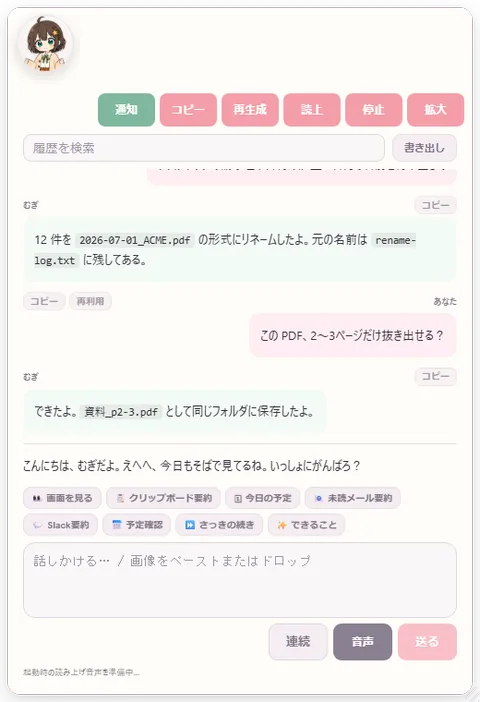 通知 コピー 再生成 読上 停止 拡大
履歴を検索 書き出し
むぎ コピー
12 件を 2026-07-01_ACME.pdf の形式にリネームしたよ。元の名前は rename-
log.txt に残してある。
コピー 再利用 あなた
この PDF、2〜3ページだけ抜き出せる？
むぎ コピー
できたよ。資料_p2-3.pdf として同じフォルダに保存したよ。
こんにちは、むぎだよ。えへへ、今日もそばで見てるね。いっしょにがんばろ？
画面を見る クリップボード要約 今日の予定 未読メール要約
Slack要約 予定確認 さっきの続き できること
話しかける… / 画像をペーストまたはドロップ
連続 音声 送る
起動時の読み上げ音声を準備中...